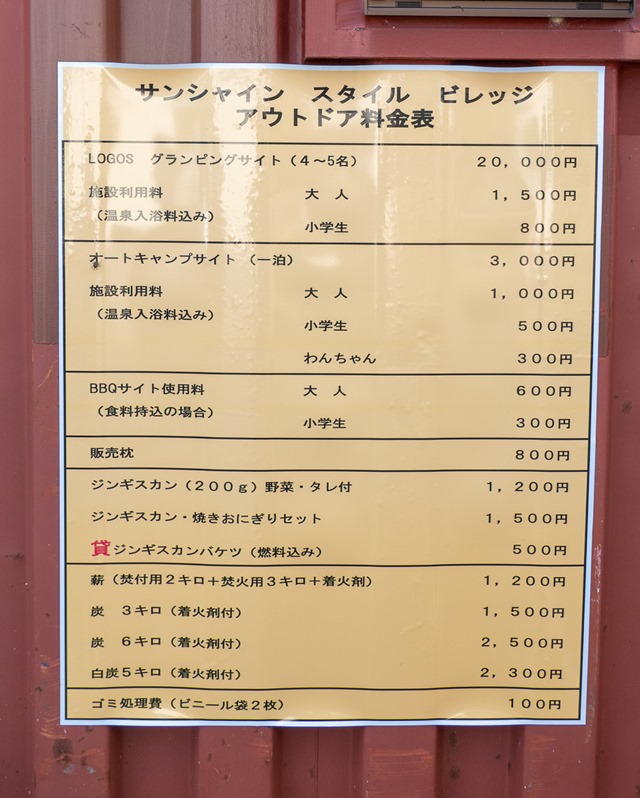 サンシャイン　スタイル　ビレッジ
アウトドア料金表
LOGOS　グランピングサイト（４～５名） ２０，０００円
施設利用料 大　人 １，５００円
（温泉入浴料込み）
小学生 ８００円
オートキャンプサイト（一泊） ３，０００円
施設利用料 大　人 １，０００円
（温泉入浴料込み）
小学生 ５００円
わんちゃん ３００円
BBQサイト使用料 大　人 ６００円
（食料持込の場合）
小学生 ３００円
販売枕 ８００円
ジンギスカン（２００ｇ）野菜・タレ付 １，２００円
ジンギスカン・焼きおにぎりセット １，５００円
貸ジンギスカンバケツ（燃料込み） ５００円
薪（焚付用２キロ＋焚火用３キロ＋着火剤） １，２００円
炭　３キロ（着火剤付） １，５００円
炭　６キロ（着火剤付） ２，５００円
白炭５キロ（着火剤付） ２，３００円
ゴミ処理費（ビニール袋２枚） １００円